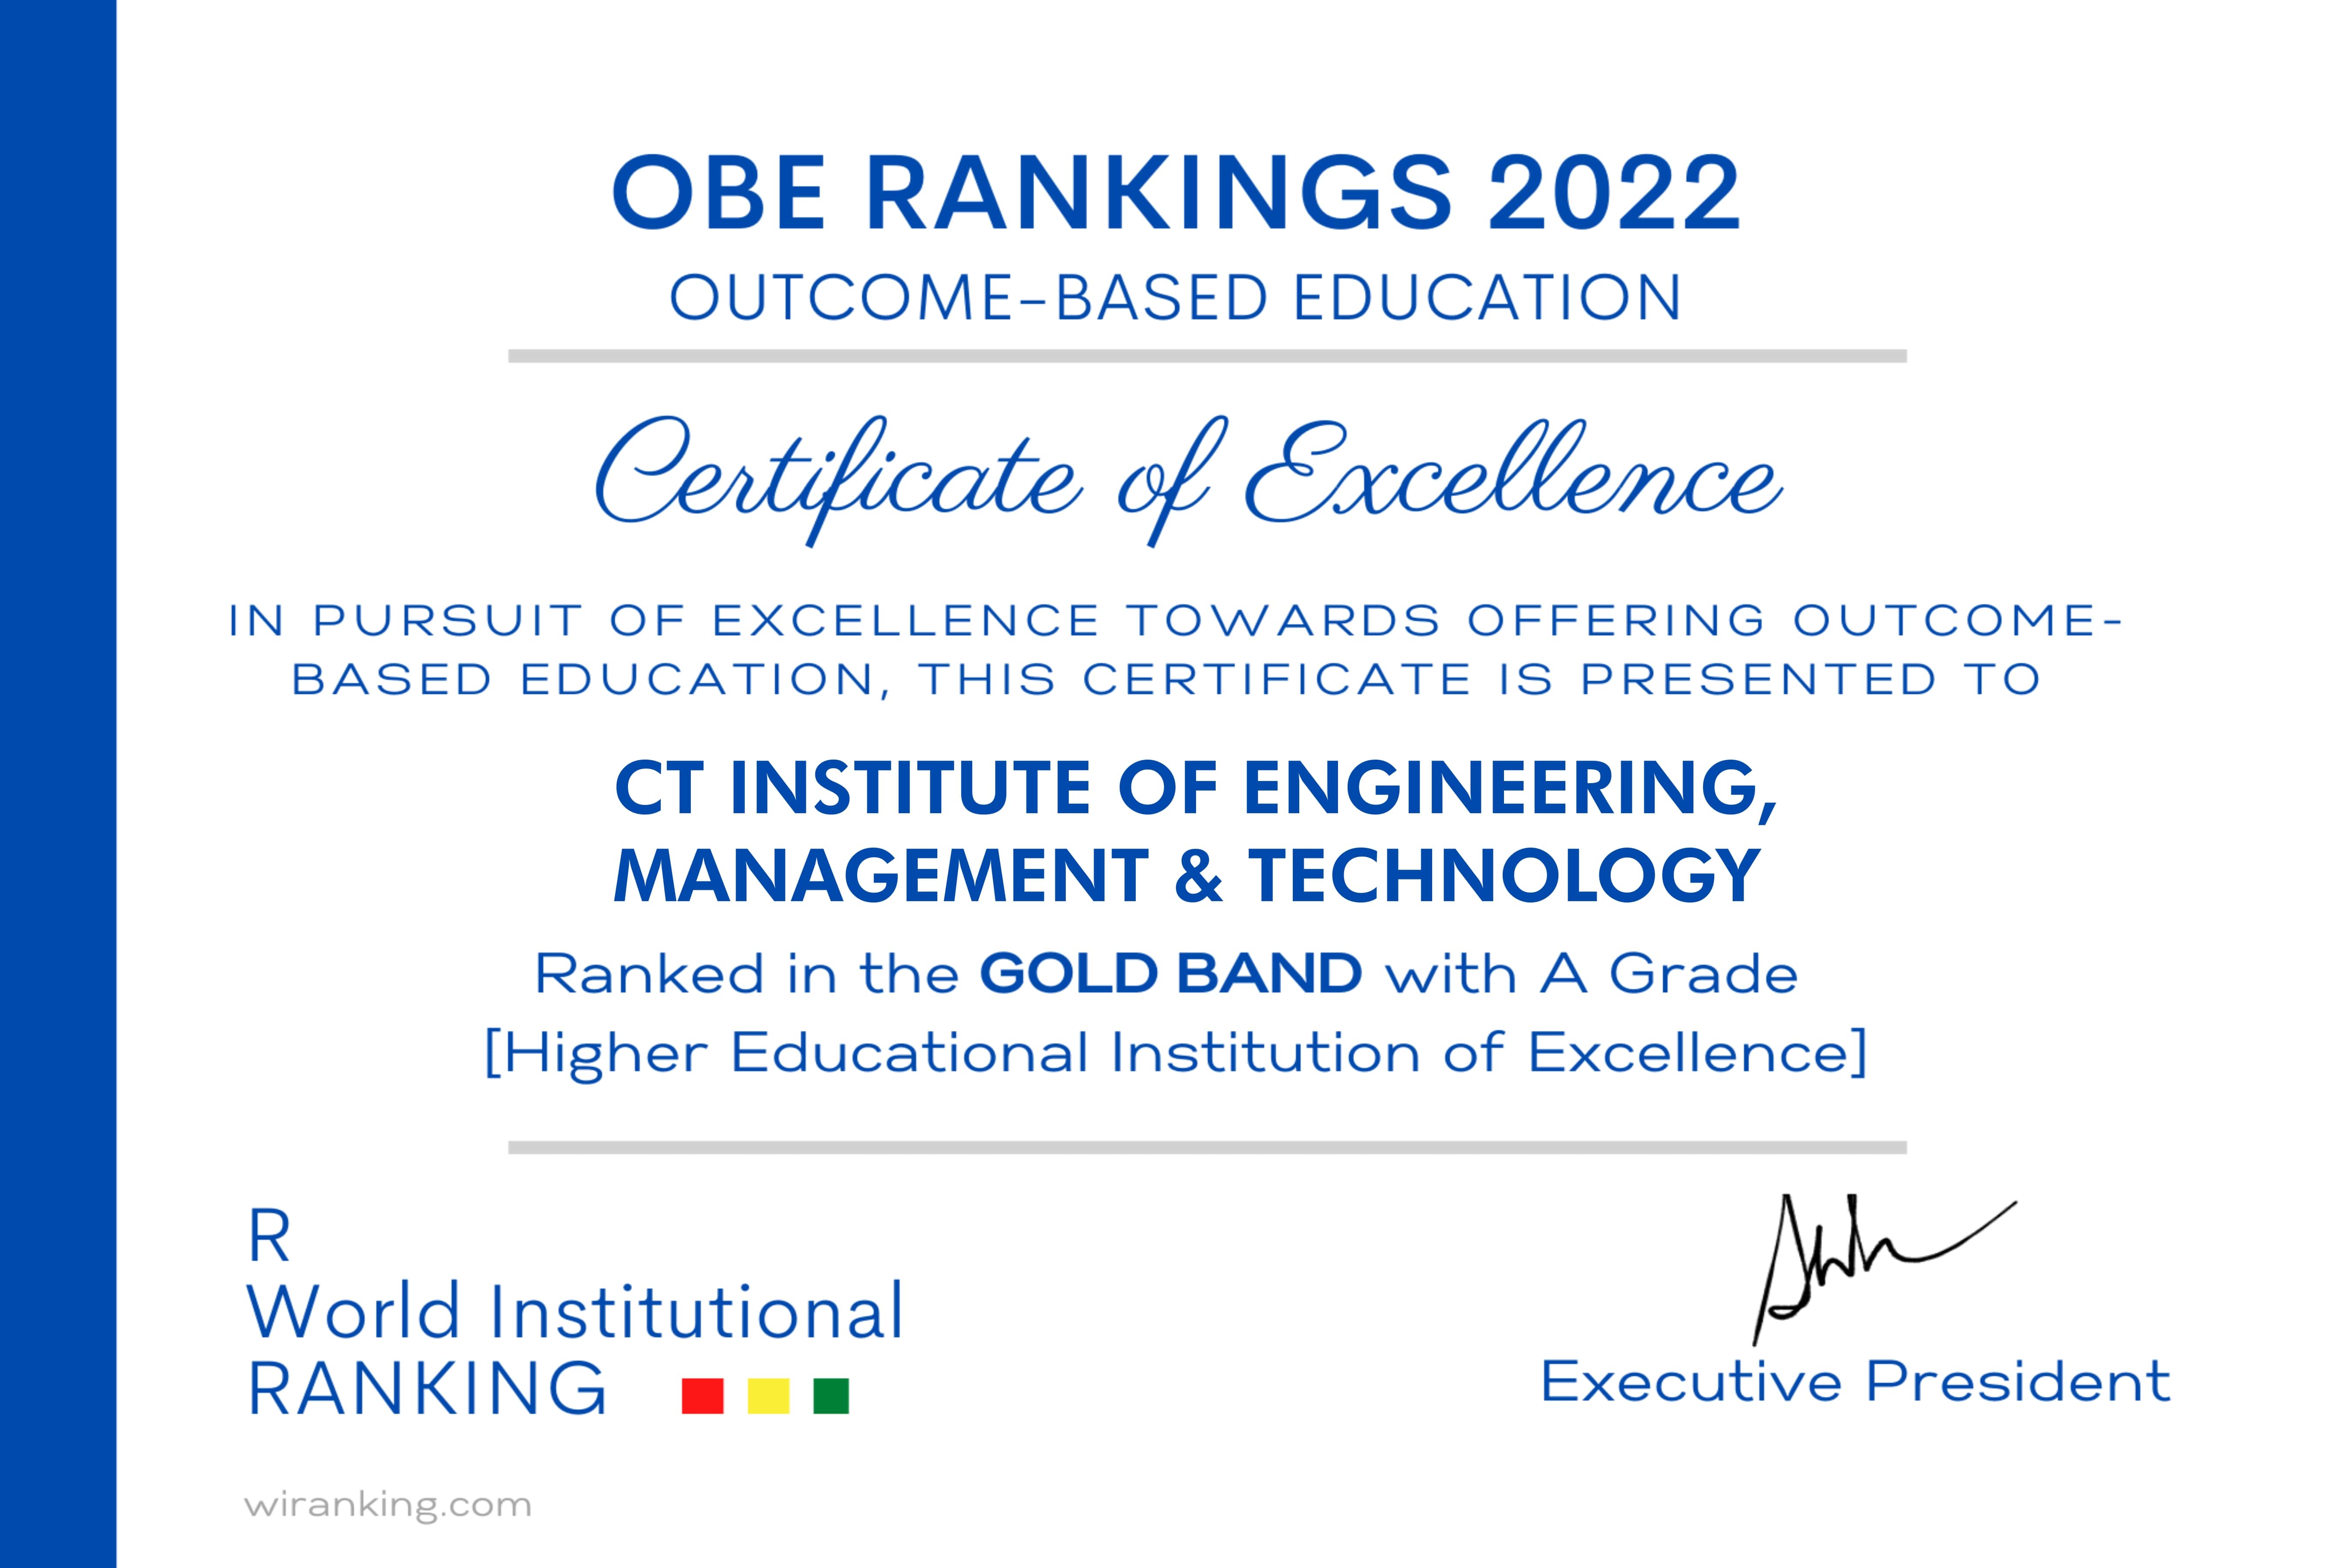 OBE RANKINGS 2022
OUTCOME-BASED EDUCATION
Certificate of Excellence
IN PURSUIT OF EXCELLENCE TOWARDS OFFERING OUTCOME-
BASED EDUCATION, THIS CERTIFICATE IS PRESENTED TO
CT INSTITUTE OF ENGINEERING,
MANAGEMENT & TECHNOLOGY
Ranked in the GOLD BAND with A Grade
[Higher Educational Institution of Excellence]
R
World Institutional
RANKING
Executive President
wiranking.com